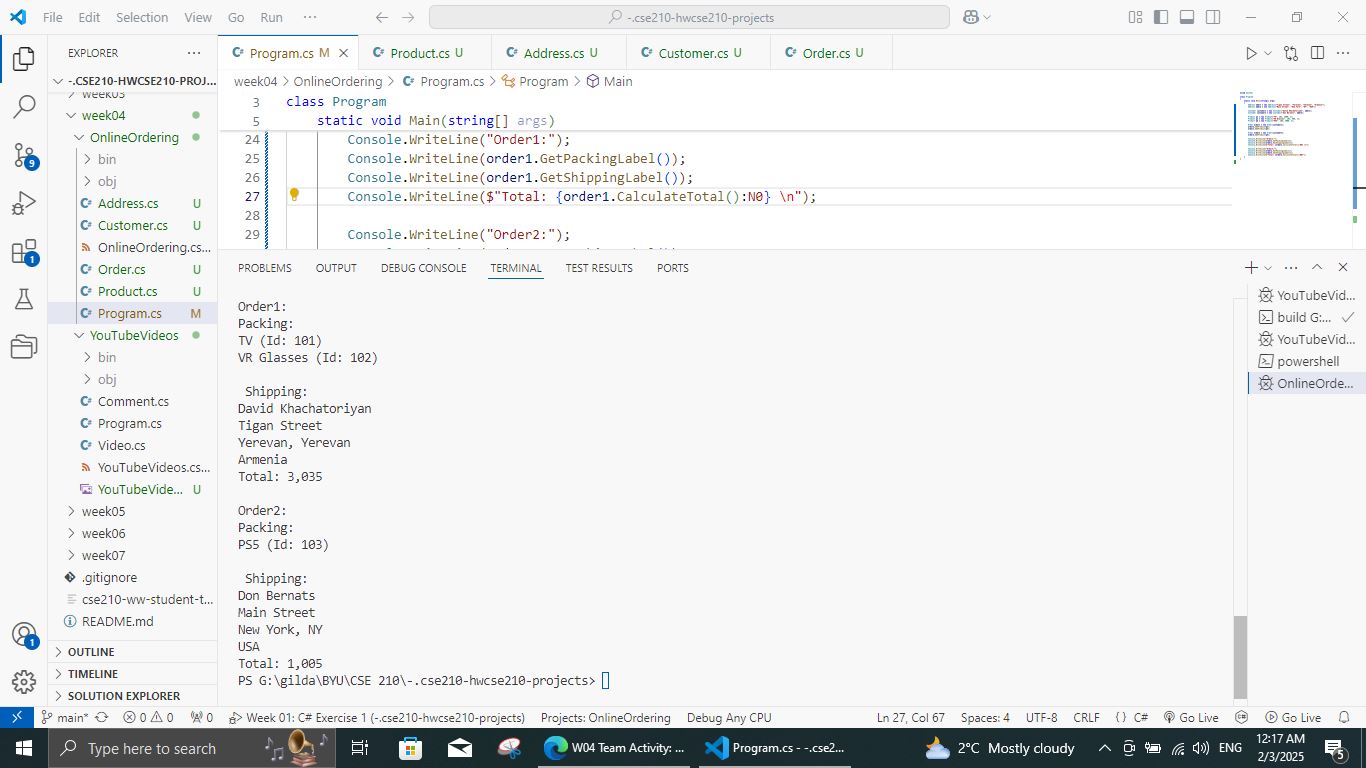 File Edit Selection View Go Run ···
-.cse210-hwcse210-projects
EXPLORER ···
-.CSE210-HWCSE210-PROJ...
week03
week04
OnlineOrdering
bin
obj
Address.cs U
Customer.cs U
OnlineOrdering.cs...
Order.cs U
Product.cs U
Program.cs M
YouTubeVideos
bin
obj
Comment.cs
Program.cs
Video.cs
YouTubeVideos.cs...
YouTubeVide... U
week05
week06
week07
.gitignore
cse210-ww-student-t...
README.md
OUTLINE
TIMELINE
SOLUTION EXPLORER
9
1
1
Program.cs M Product.cs U Address.cs U Customer.cs U Order.cs U
week04 > OnlineOrdering > Program.cs > Program > Main
3 class Program
5 static void Main(string[] args)
24 Console.WriteLine("Order1:");
25 Console.WriteLine(order1.GetPackingLabel());
26 Console.WriteLine(order1.GetShippingLabel());
27 Console.WriteLine($"Total: {order1.CalculateTotal():N0} \n");
28
29 Console.WriteLine("Order2:");
PROBLEMS OUTPUT DEBUG CONSOLE TERMINAL TEST RESULTS PORTS
Order1:
Packing:
TV (Id: 101)
VR Glasses (Id: 102)
Shipping:
David Khachatoriyan
Tigan Street
Yerevan, Yerevan
Armenia
Total: 3,035
Order2:
Packing:
PS5 (Id: 103)
Shipping:
Don Bernats
Main Street
New York, NY
USA
Total: 1,005
PS G:\gilda\BYU\CSE 210\-.cse210-hwcse210-projects>
YouTubeVid...
build G:...
YouTubeVid...
powershell
OnlineOrde...
main* 0 0 0 Week 01: C# Exercise 1 (-.cse210-hwcse210-projects) Projects: OnlineOrdering Debug Any CPU Ln 27, Col 67 Spaces: 4 UTF-8 CRLF {} C# Go Live Go Live
Type here to search
W04 Team Activity: ...
Program.cs - -.cse2...
2°C Mostly cloudy
ENG
12:17 AM
2/3/2025
5